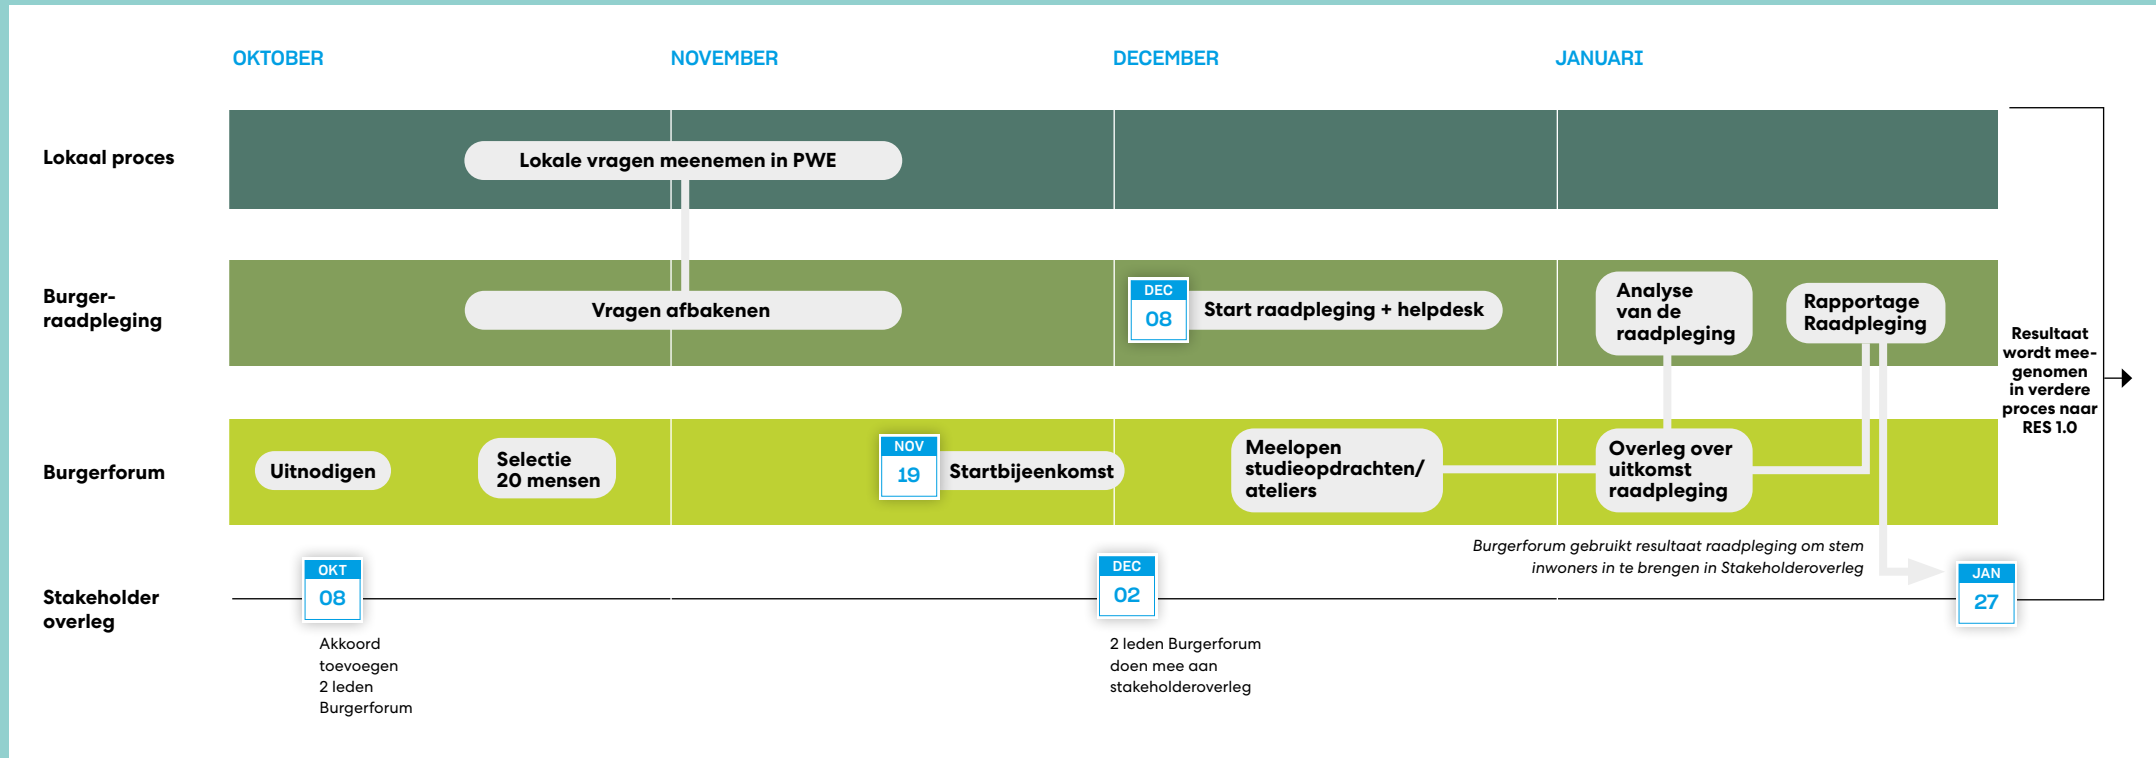 OKTOBER
NOVEMBER
DECEMBER
JANUARI
Lokaal proces
Lokale vragen meenemen in PWE
Burger-
raadpleging
Vragen afbakenen
DEC
08
Start raadpleging + helpdesk
Analyse
van de
raadpleging
Rapportage
Raadpleging
Resultaat
wordt mee-
genomen
in verdere
proces naar
RES 1.0
Burgerforum
Uitnodigen
Selectie
20 mensen
NOV
19
Startbijeenkomst
Meelopen
studieopdrachten/
ateliers
Overleg over
uitkomst
raadpleging
Burgerforum gebruikt resultaat raadpleging om stem
inwoners in te brengen in Stakeholderoverleg
Stakeholder
overleg
OKT
08
Akkoord
toevoegen
2 leden
Burgerforum
DEC
02
2 leden Burgerforum
doen mee aan
stakeholderoverleg
JAN
27